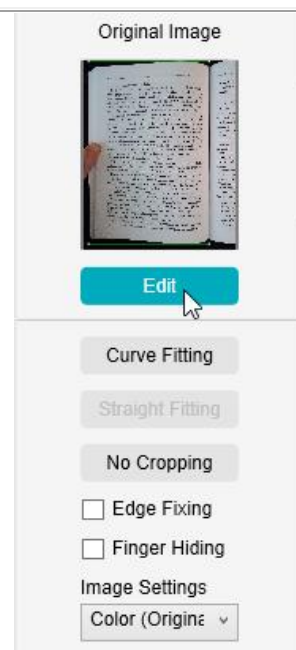 Original Image
Edit
Curve Fitting
Straight Fitting
No Cropping
Edge Fixing
Finger Hiding
Image Settings
Color (Origina